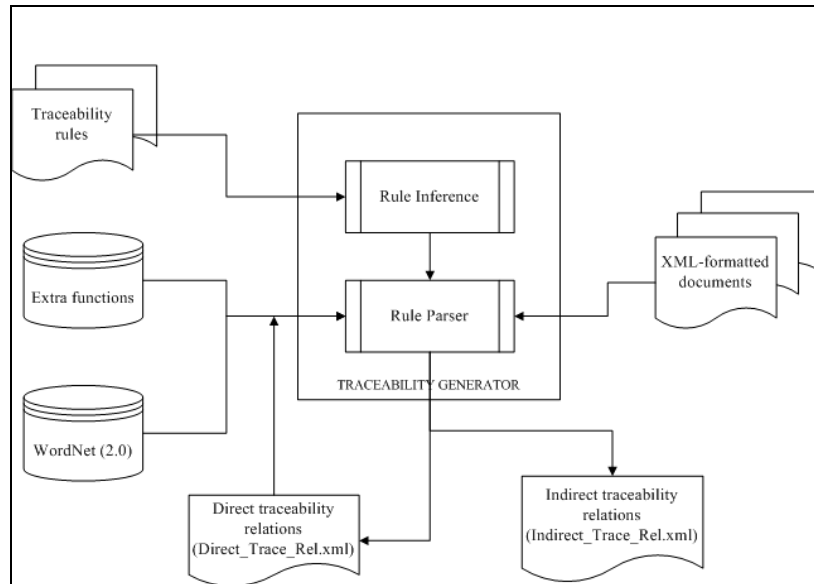 Traceability
rules
Rule Inference
XML-formatted
documents
Extra functions
Rule Parser
TRACEABILITY GENERATOR
WordNet (2.0)
Direct traceability
relations
(Direct_Trace_Rel.xml)
Indirect traceability
relations
(Indirect_Trace_Rel.xml)